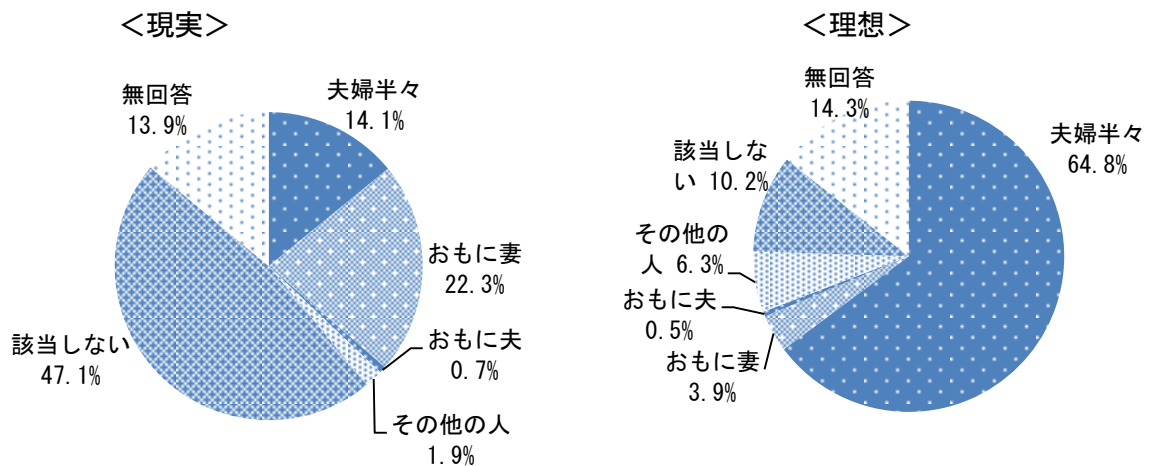 ＜現実＞
無回答
13.9%
夫婦半々
14.1%
おもに妻
22.3%
おもに夫
0.7%
その他の人
1.9%
該当しない
47.1%
＜理想＞
無回答
14.3%
夫婦半々
64.8%
該当しな
い 10.2%
その他の
人 6.3%
おもに夫
0.5%
おもに妻
3.9%